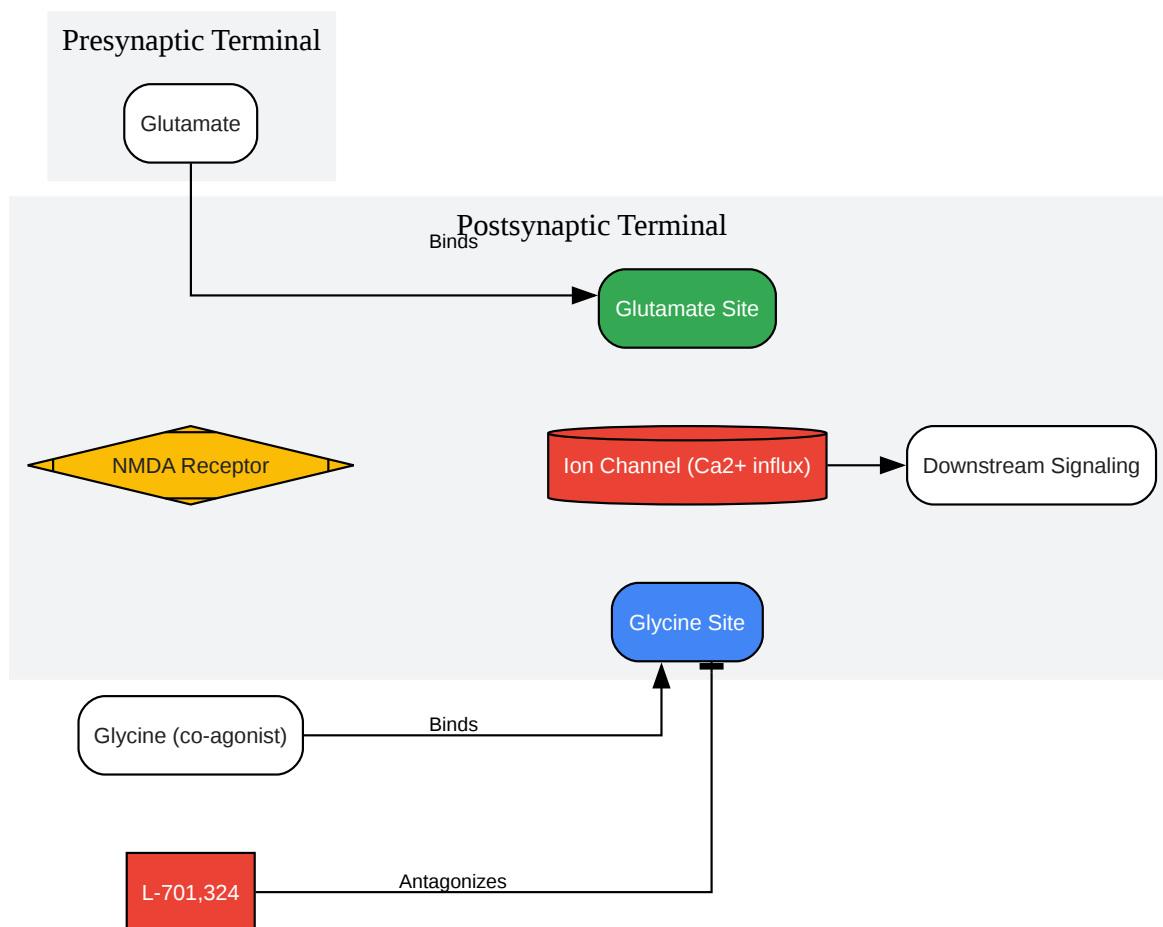 Presynaptic Terminal
Glutamate
Postsynaptic Terminal
Binds
Glutamate Site
NMDA Receptor
Ion Channel (Ca2+ influx)
Downstream Signaling
Glycine Site
Glycine (co-agonist)
Binds
L-701,324
Antagonizes